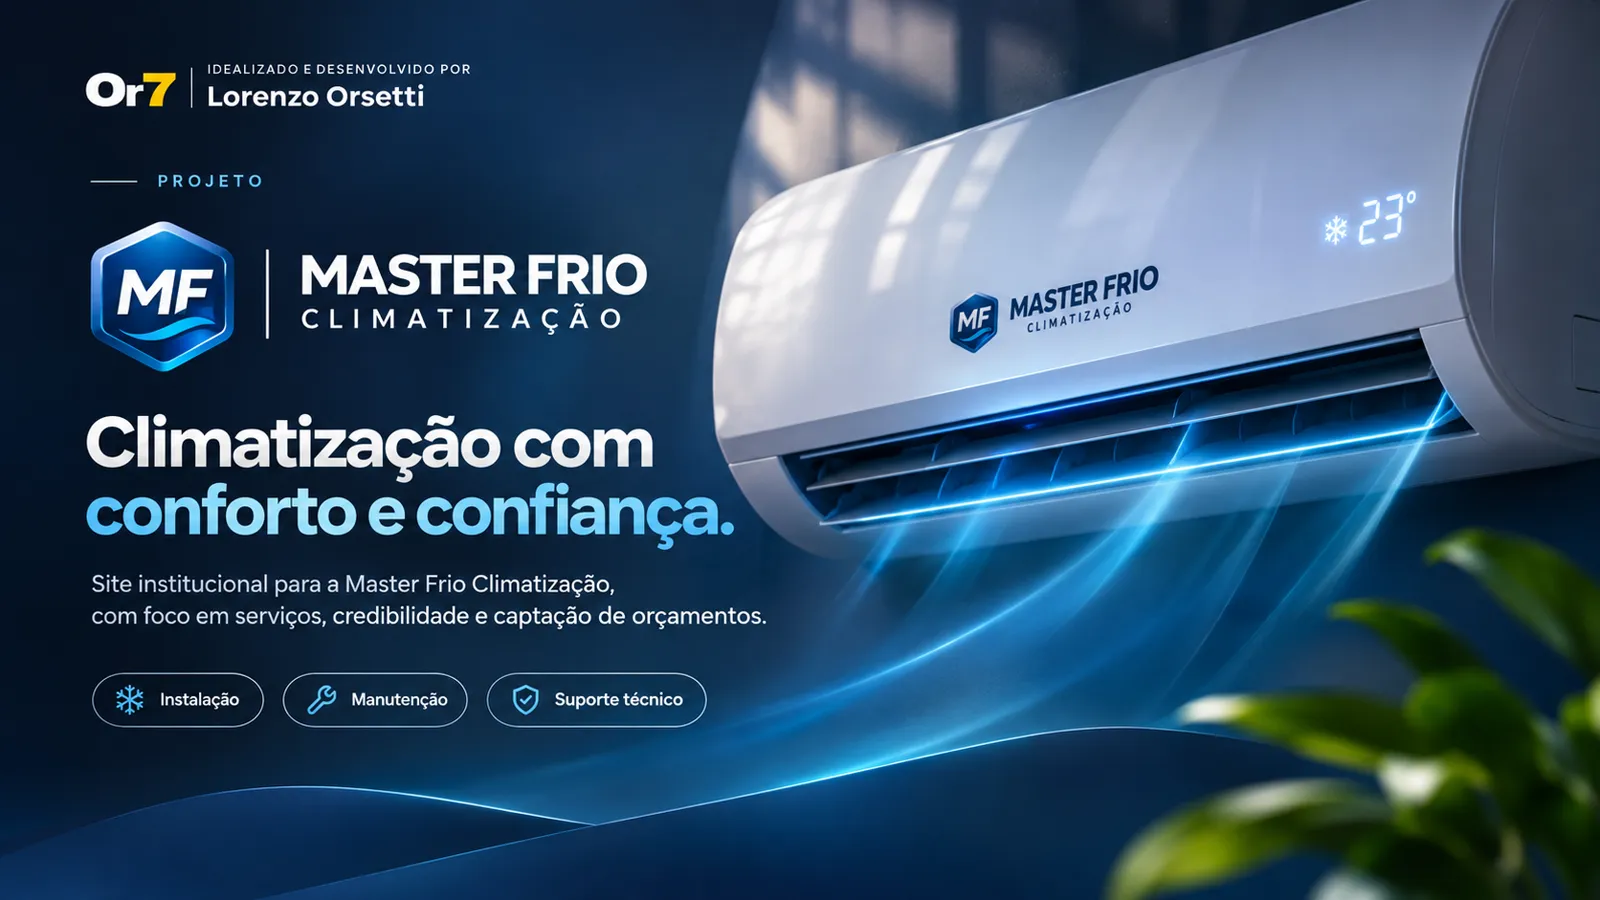 Or7
IDEALIZADO E DESENVOLVIDO POR
Lorenzo Orsetti
PROJETO
MF
MASTER FRIO
CLIMATIZAÇÃO
Climatização com
conforto e confiança.
Site institucional para a Master Frio Climatização,
com foco em serviços, credibilidade e captação de orçamentos.
Instalação
Manutenção
Suporte técnico
23°
MF
MASTER FRIO
CLIMATIZAÇÃO